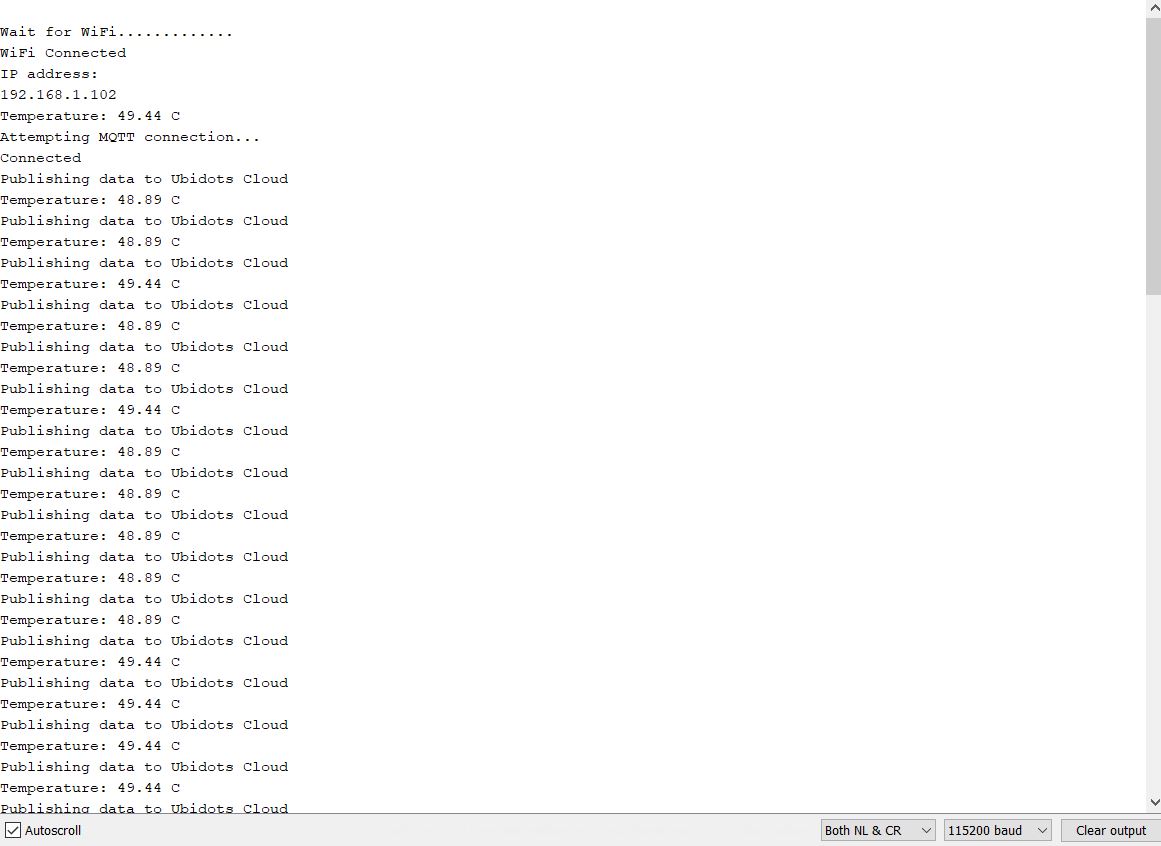 Wait for WiFi.............
WiFi Connected
IP address:
192.168.1.102
Temperature: 49.44 C
Attempting MQTT connection...
Connected
Publishing data to Ubidots Cloud
Temperature: 48.89 C
Publishing data to Ubidots Cloud
Temperature: 48.89 C
Publishing data to Ubidots Cloud
Temperature: 49.44 C
Publishing data to Ubidots Cloud
Temperature: 48.89 C
Publishing data to Ubidots Cloud
Temperature: 48.89 C
Publishing data to Ubidots Cloud
Temperature: 49.44 C
Publishing data to Ubidots Cloud
Temperature: 48.89 C
Publishing data to Ubidots Cloud
Temperature: 48.89 C
Publishing data to Ubidots Cloud
Temperature: 48.89 C
Publishing data to Ubidots Cloud
Temperature: 48.89 C
Publishing data to Ubidots Cloud
Temperature: 48.89 C
Publishing data to Ubidots Cloud
Temperature: 49.44 C
Publishing data to Ubidots Cloud
Temperature: 49.44 C
Publishing data to Ubidots Cloud
Temperature: 49.44 C
Publishing data to Ubidots Cloud
Temperature: 49.44 C
Publishing data to Ubidots Cloud
Autoscroll Both NL & CR 115200 baud Clear output